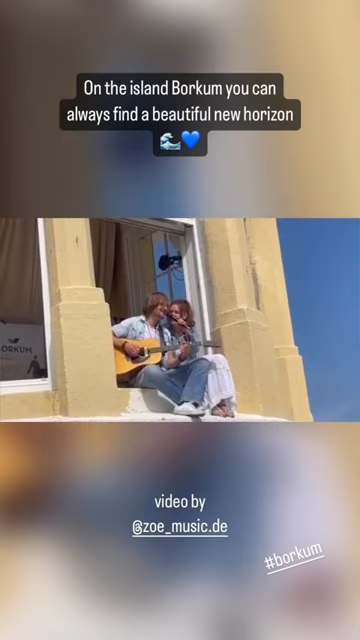 On the island Borkum you can
always find a beautiful new horizon
🌊💙
BORKUM
video by
@zoe_music.de
#borkum